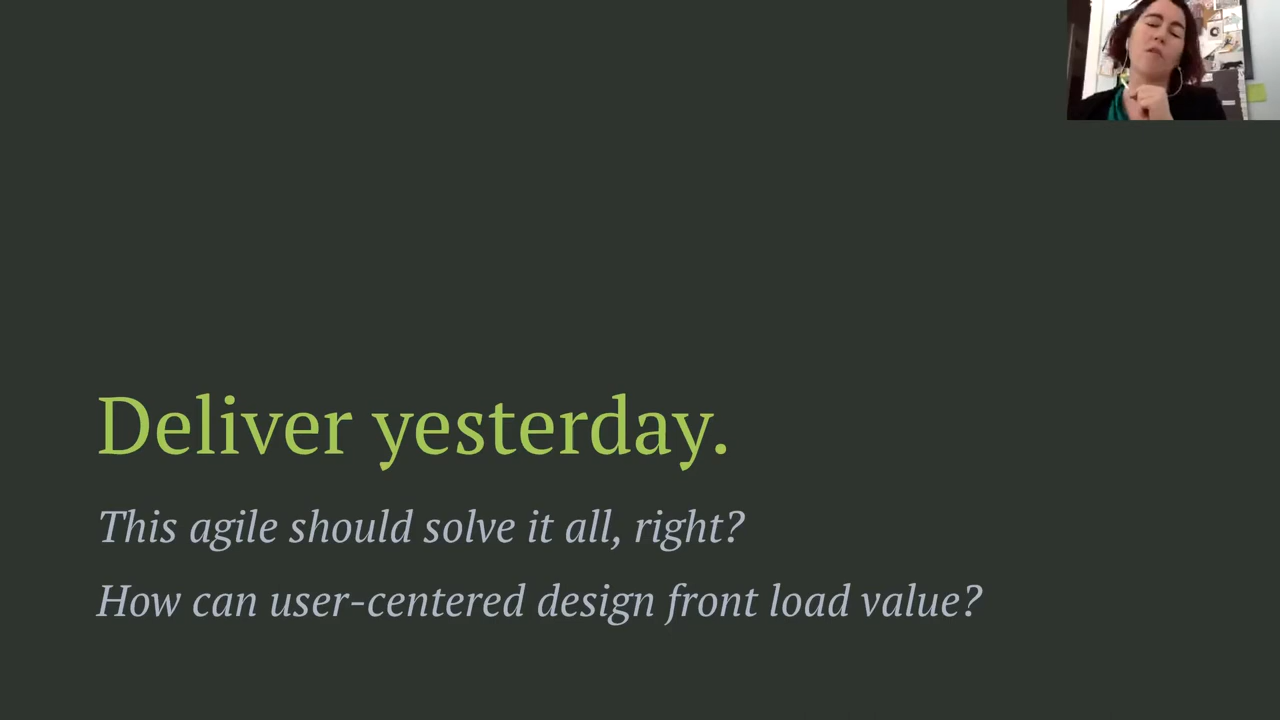 Deliver yesterday.
This agile should solve it all, right?
How can user-centered design front load value?